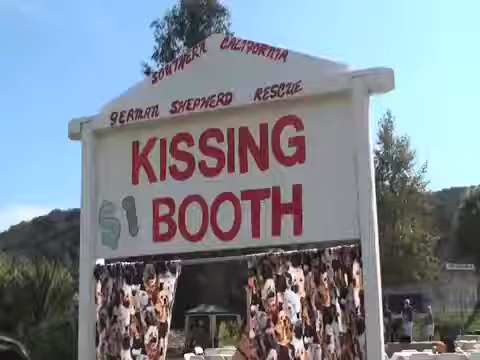 SOUTHERN CALIFORNIA
GERMAN SHEPHERD RESCUE
KISSING
$1 BOOTH